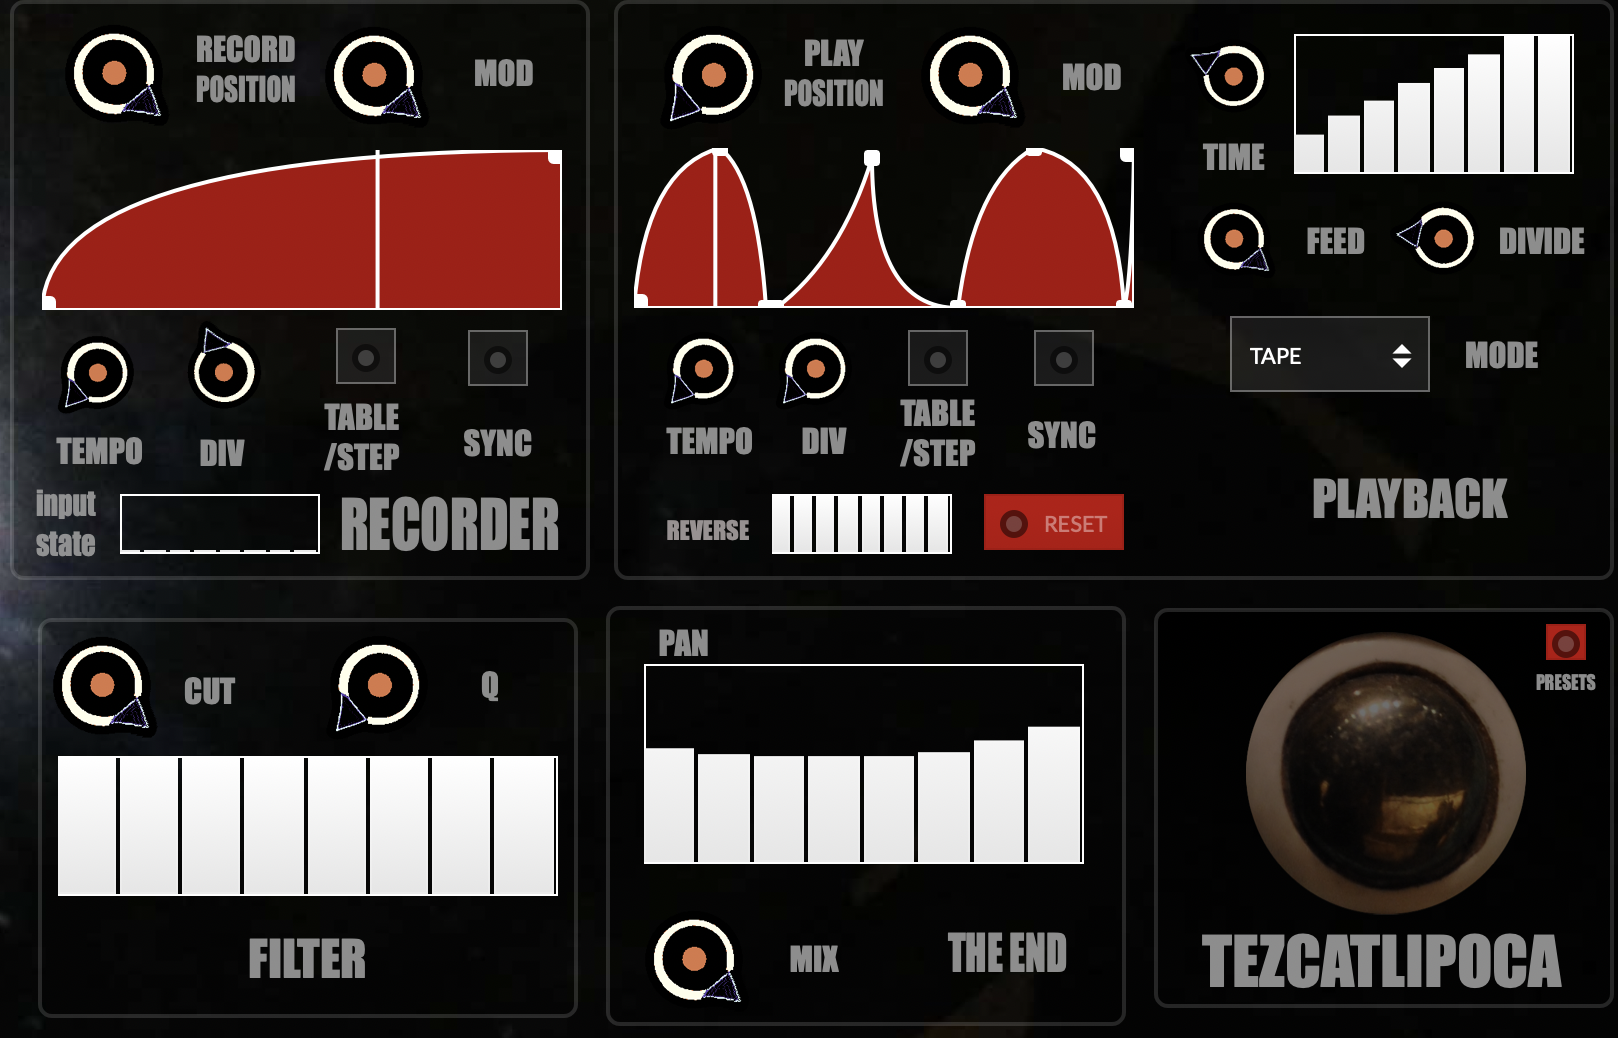 RECORD
POSITION
MOD
TEMPO
DIV
TABLE
/STEP
SYNC
input
state
RECORDER
PLAY
POSITION
MOD
TIME
FEED
DIVIDE
TAPE
MODE
TEMPO
DIV
TABLE
/STEP
SYNC
REVERSE
RESET
PLAYBACK
CUT
Q
FILTER
PAN
MIX
THE END
PRESETS
TEZCATLIPOCA